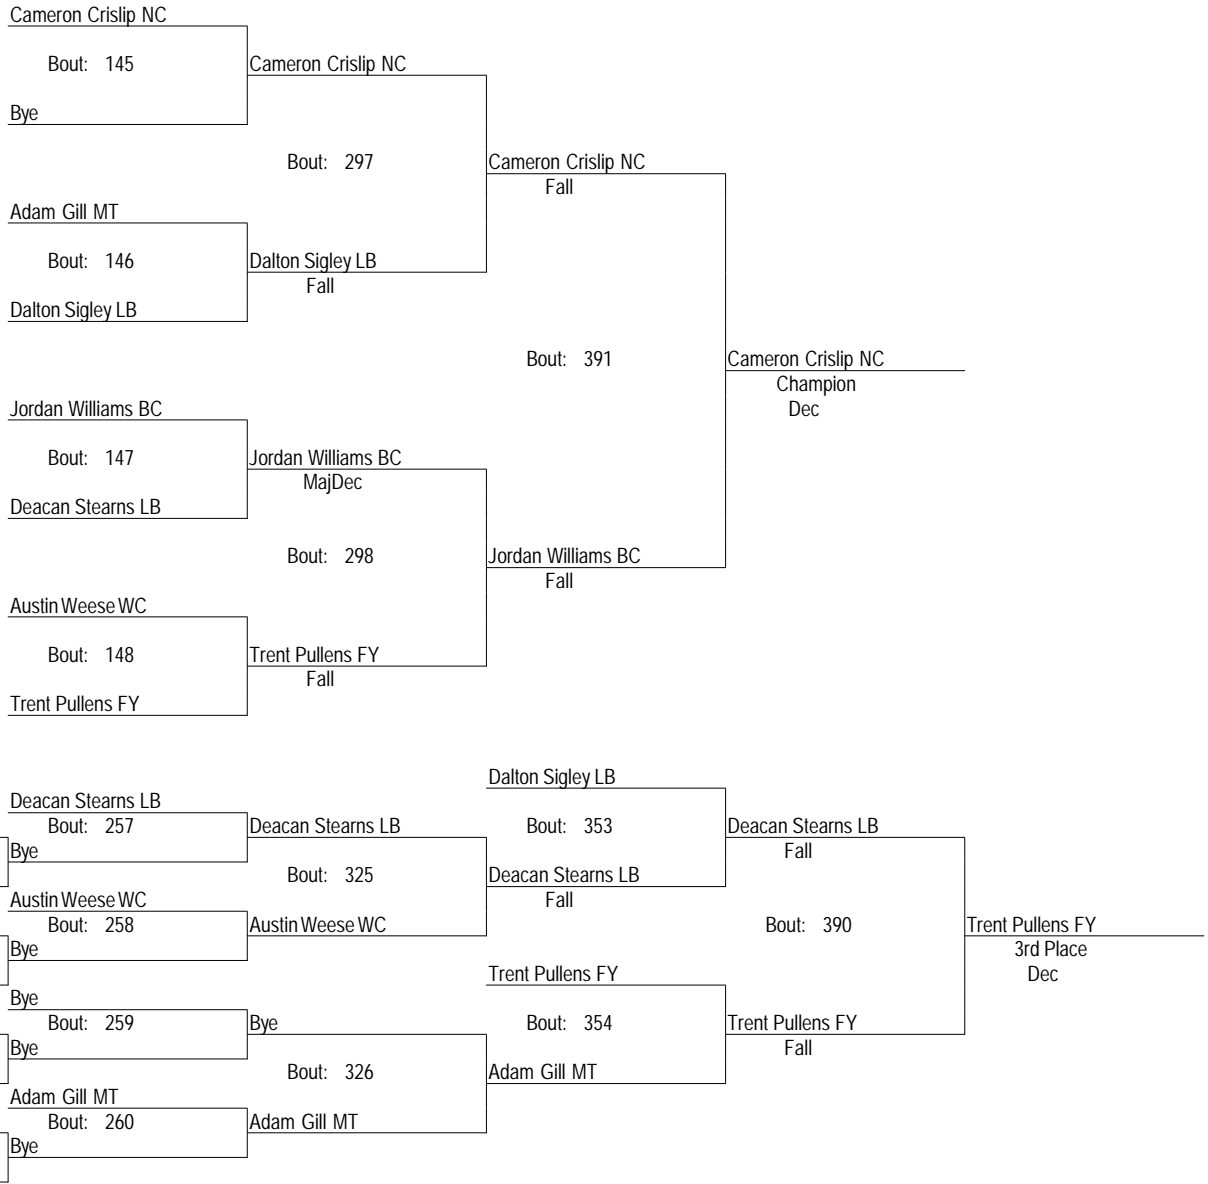 Cameron Crislip NC
Bout: 145
Cameron Crislip NC
Bye
Bout: 297
Cameron Crislip NC
Fall
Adam Gill MT
Bout: 146
Dalton Sigley LB
Fall
Dalton Sigley LB
Bout: 391
Cameron Crislip NC
Champion
Dec
Jordan Williams BC
Bout: 147
Jordan Williams BC
MajDec
Deacan Stearns LB
Bout: 298
Jordan Williams BC
Fall
Austin Weese WC
Bout: 148
Trent Pullens FY
Fall
Trent Pullens FY
Dalton Sigley LB
Deacan Stearns LB
Bout: 257
Deacan Stearns LB
Bout: 353
Deacan Stearns LB
Fall
Bye
Bout: 325
Deacan Stearns LB
Fall
Austin Weese WC
Bout: 258
Austin Weese WC
Bout: 390
Trent Pullens FY
3rd Place
Dec
Bye
Trent Pullens FY
Bye
Bout: 259
Bye
Bout: 354
Trent Pullens FY
Fall
Bye
Bout: 326
Adam Gill MT
Adam Gill MT
Bout: 260
Adam Gill MT
Bye